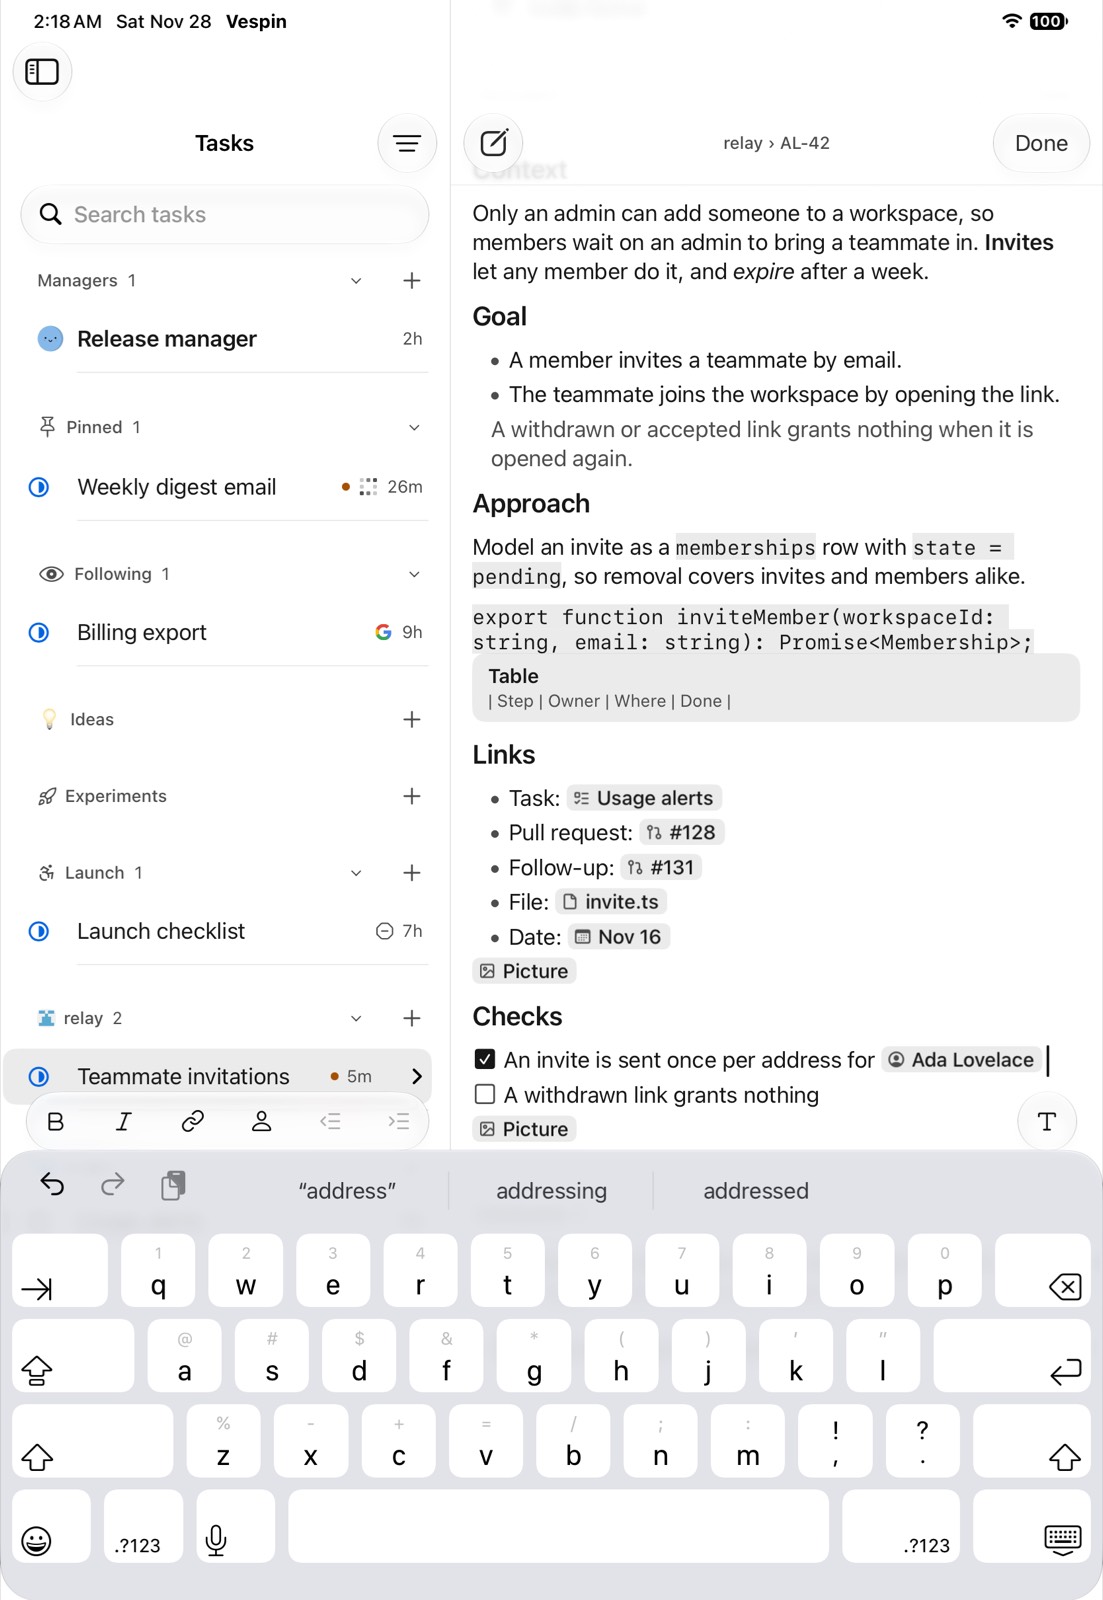 2:18 AM Sat Nov 28 Vespin
100
Tasks
Search tasks
Managers 1
Release manager 2h
Pinned 1
Weekly digest email 26m
Following 1
Billing export 9h
Ideas
Experiments
Launch 1
Launch checklist 7h
relay 2
Teammate invitations 5m
B I
relay › AL-42
Done
Context
Only an admin can add someone to a workspace, so
members wait on an admin to bring a teammate in. Invites
let any member do it, and expire after a week.
Goal
• A member invites a teammate by email.
• The teammate joins the workspace by opening the link.
A withdrawn or accepted link grants nothing when it is
opened again.
Approach
Model an invite as a memberships row with state =
pending, so removal covers invites and members alike.
export function inviteMember(workspaceId:
string, email: string): Promise<Membership>;
Table
| Step | Owner | Where | Done |
Links
• Task: Usage alerts
• Pull request: #128
• Follow-up: #131
• File: invite.ts
• Date: Nov 16
Picture
Checks
An invite is sent once per address for Ada Lovelace
A withdrawn link grants nothing
Picture
T
“address” addressing addressed
1 2 3 4 5 6 7 8 9 0
q w e r t y u i o p
@ # $ & * ( ) ' "
a s d f g h j k l
% - + = / ; : ! ?
z x c v b n m , .
.?123 .?123